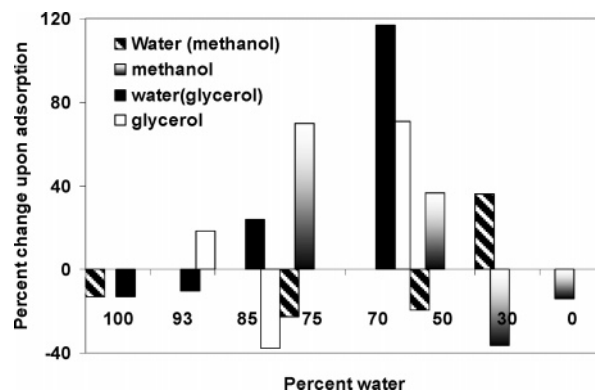 Percent change upon adsorption
120
80
40
0
-40
Water (methanol)
methanol
water(glycerol)
glycerol
100 93 85 75 70 50 30 0
Percent water